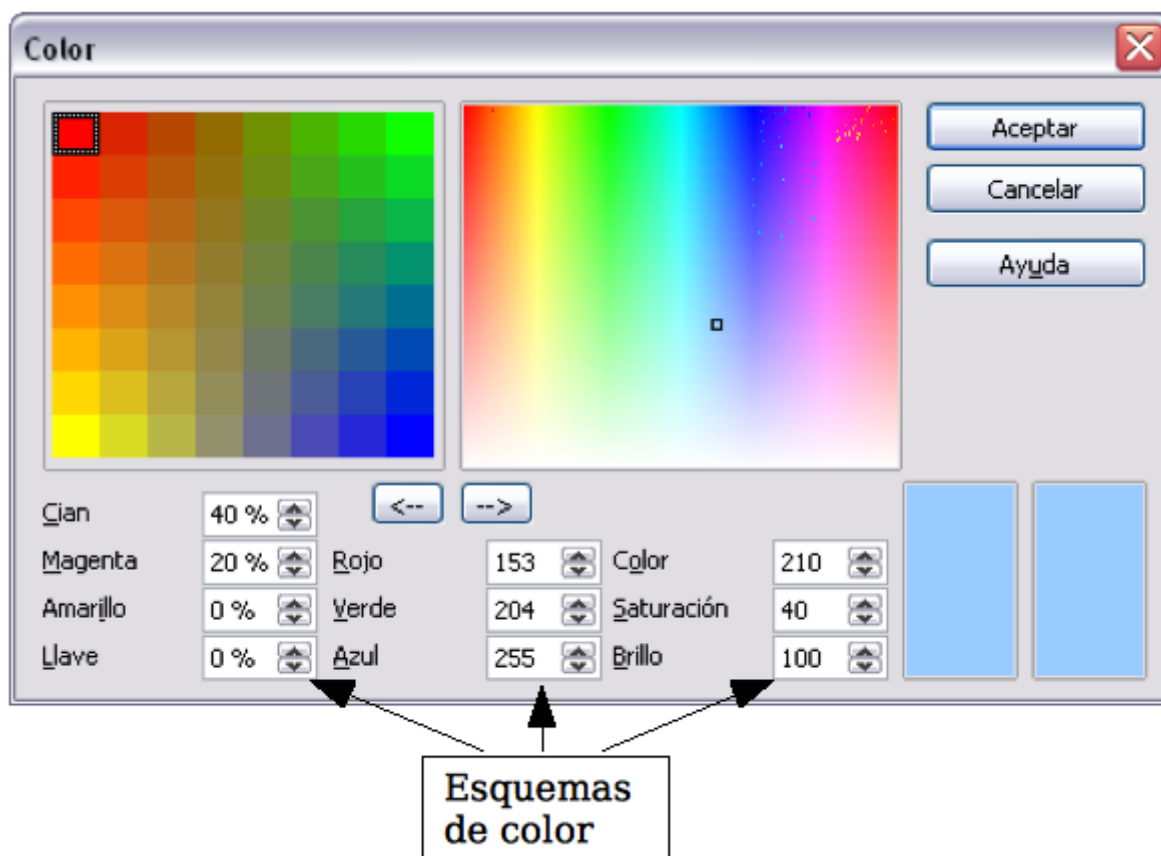 Color
Aceptar
Cancelar
Ayuda
<-- -->
Cian 40 %
Magenta 20 % Rojo 153 Color 210
Amarillo 0 % Verde 204 Saturación 40
Llave 0 % Azul 255 Brillo 100
Esquemas
de color